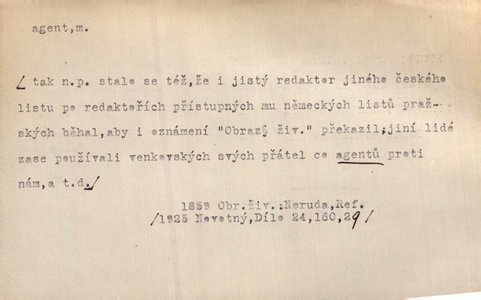 agent,m.
/ tak n.p. stalo se též,že i jistý redaktor jiného českého
listu po redaktořích přístupných mu německých listů praž-
ských běhal,aby i oznámení "Obrazů živ." překazil;jiní lidé
zase používali venkovských svých přátel co agentů proti
nám,a t.d./
1859 Obr.živ.:Neruda,Ref.
/1925 Novotný,Dílo 24,160,29/